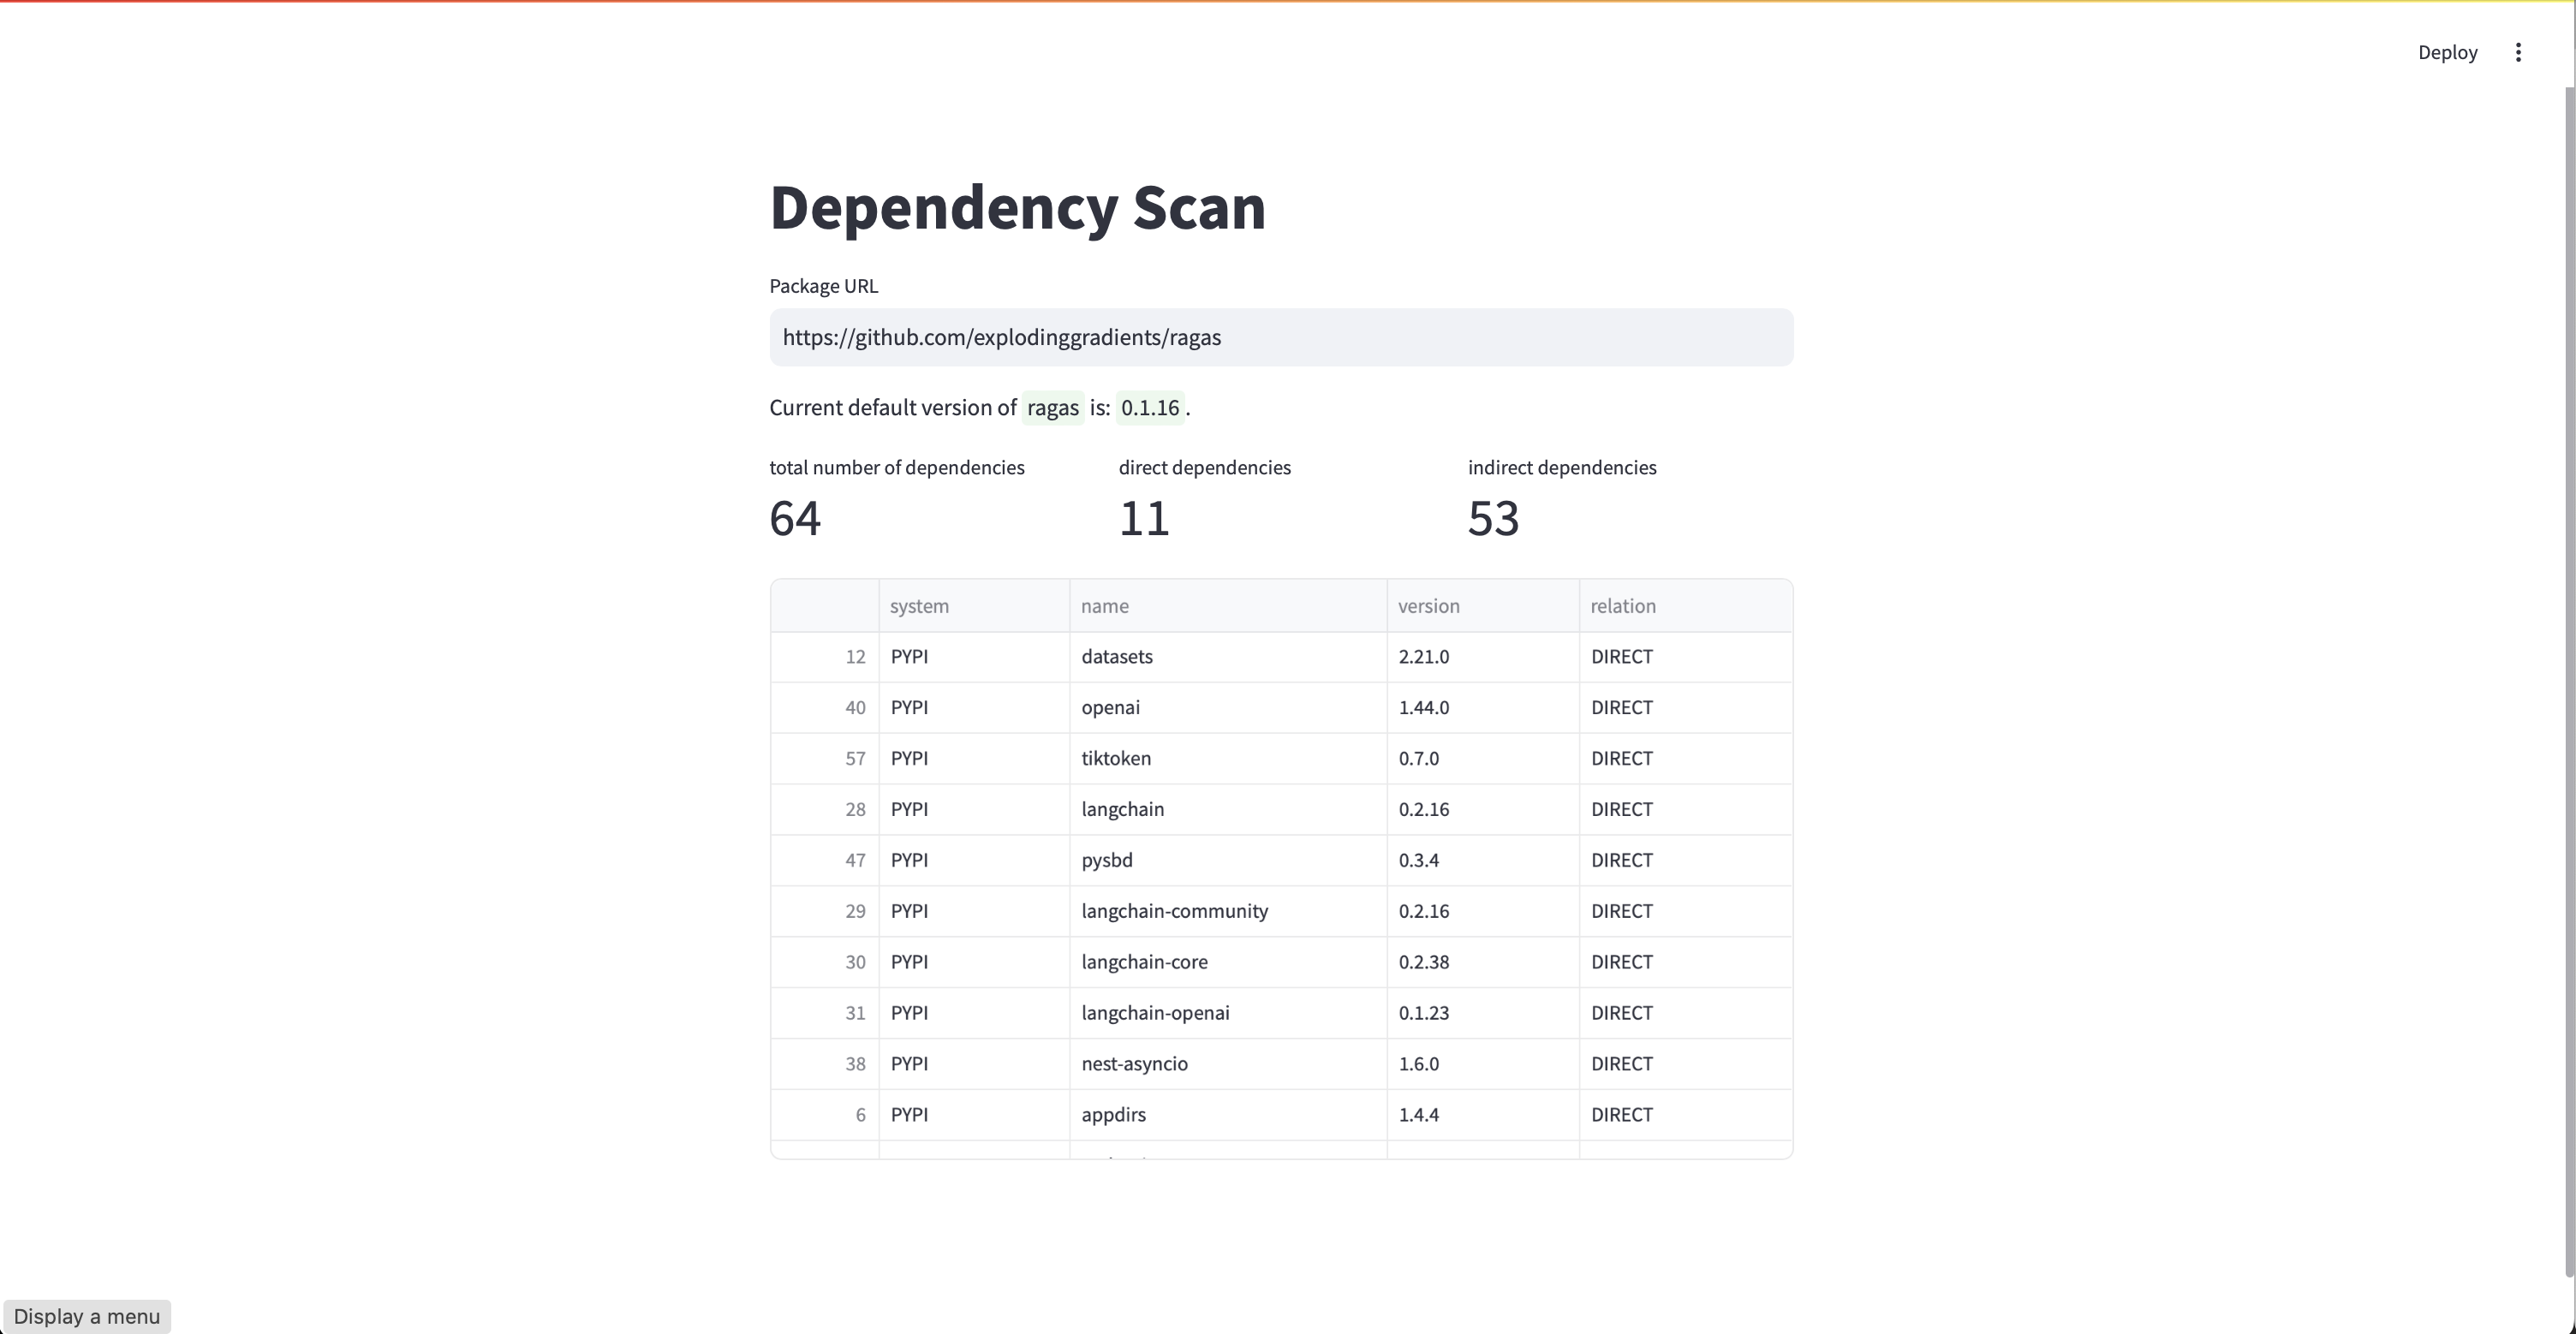 Deploy
Dependency Scan
Package URL
https://github.com/explodinggradients/ragas
Current default version of ragas is: 0.1.16.
total number of dependencies direct dependencies indirect dependencies
64 11 53
system name version relation
12 PYPI datasets 2.21.0 DIRECT
40 PYPI openai 1.44.0 DIRECT
57 PYPI tiktoken 0.7.0 DIRECT
28 PYPI langchain 0.2.16 DIRECT
47 PYPI pysbd 0.3.4 DIRECT
29 PYPI langchain-community 0.2.16 DIRECT
30 PYPI langchain-core 0.2.38 DIRECT
31 PYPI langchain-openai 0.1.23 DIRECT
38 PYPI nest-asyncio 1.6.0 DIRECT
6 PYPI appdirs 1.4.4 DIRECT
Display a menu